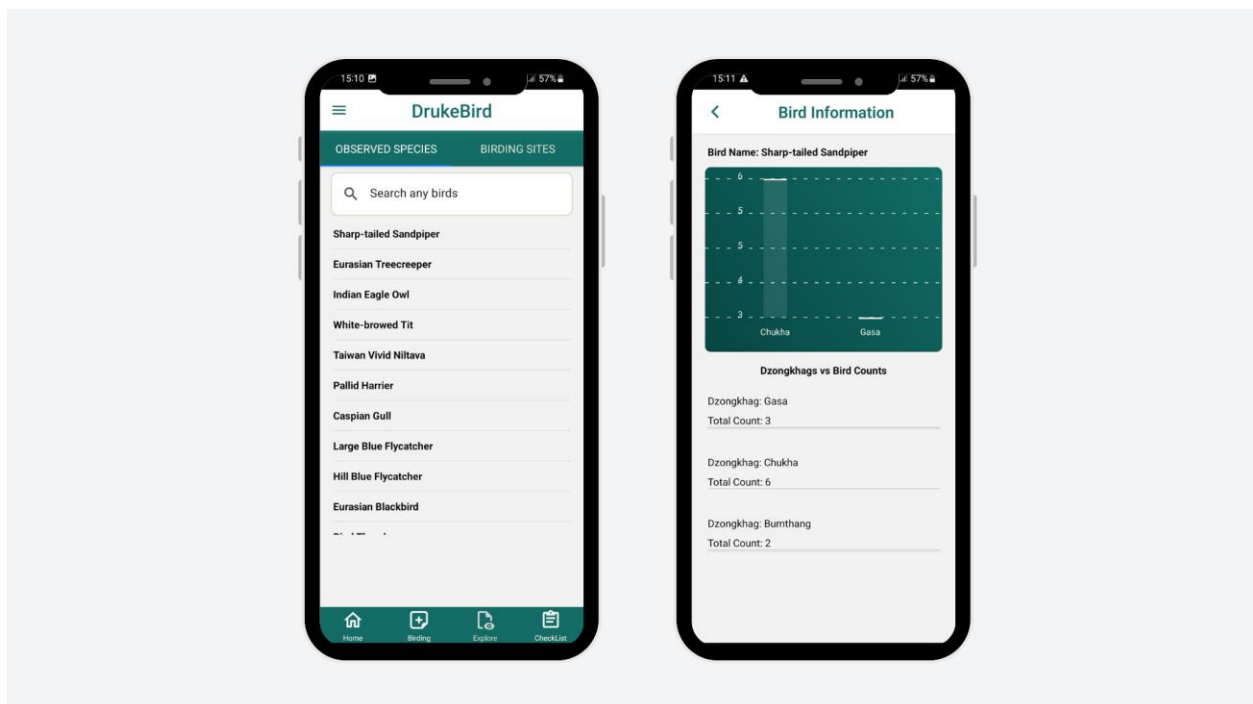 15:10 57%
DrukeBird
OBSERVED SPECIES BIRDING SITES
Search any birds
Sharp-tailed Sandpiper
Eurasian Treecreeper
Indian Eagle Owl
White-browed Tit
Taiwan Vivid Niltava
Pallid Harrier
Caspian Gull
Large Blue Flycatcher
Hill Blue Flycatcher
Eurasian Blackbird
Home Birding Explore CheckList
15:11 57%
Bird Information
Bird Name: Sharp-tailed Sandpiper
6
5
5
4
3
Chukha Gasa
Dzongkhags vs Bird Counts
Dzongkhag: Gasa
Total Count: 3
Dzongkhag: Chukha
Total Count: 6
Dzongkhag: Bumthang
Total Count: 2